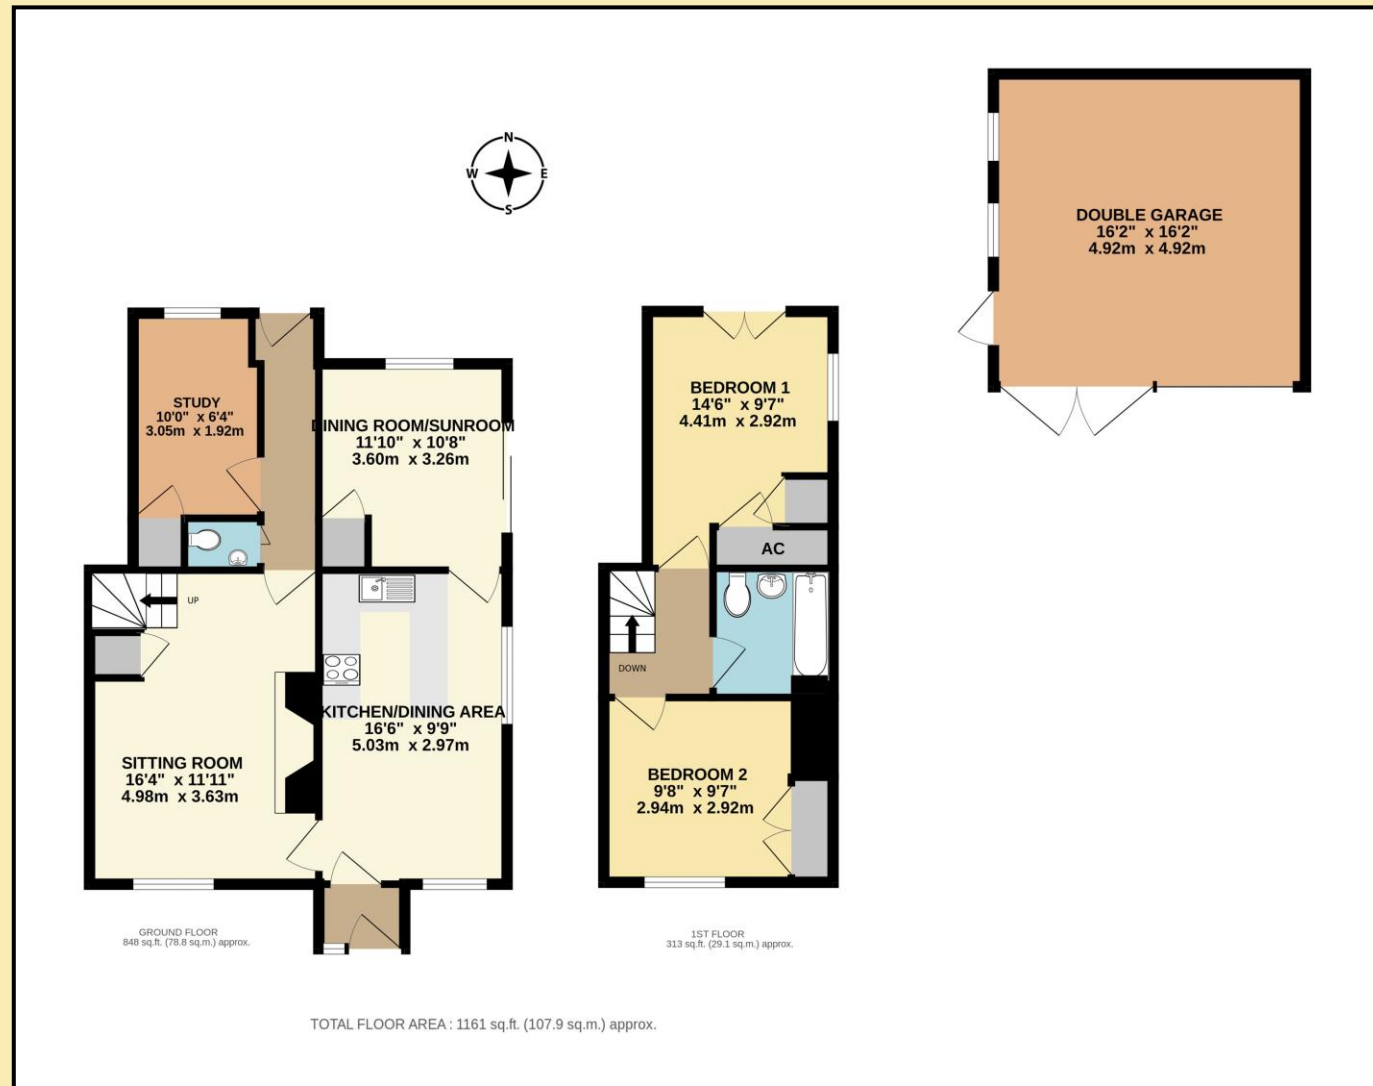 N
W E
S
DOUBLE GARAGE
16'2" x 16'2"
4.92m x 4.92m
STUDY
10'0" x 6'4"
3.05m x 1.92m
DINING ROOM/SUNROOM
11'10" x 10'8"
3.60m x 3.26m
UP
KITCHEN/DINING AREA
16'6" x 9'9"
5.03m x 2.97m
SITTING ROOM
16'4" x 11'11"
4.98m x 3.63m
GROUND FLOOR
848 sq.ft. (78.8 sq.m.) approx.
BEDROOM 1
14'6" x 9'7"
4.41m x 2.92m
AC
DOWN
BEDROOM 2
9'8" x 9'7"
2.94m x 2.92m
1ST FLOOR
313 sq.ft. (29.1 sq.m.) approx.
TOTAL FLOOR AREA : 1161 sq.ft. (107.9 sq.m.) approx.